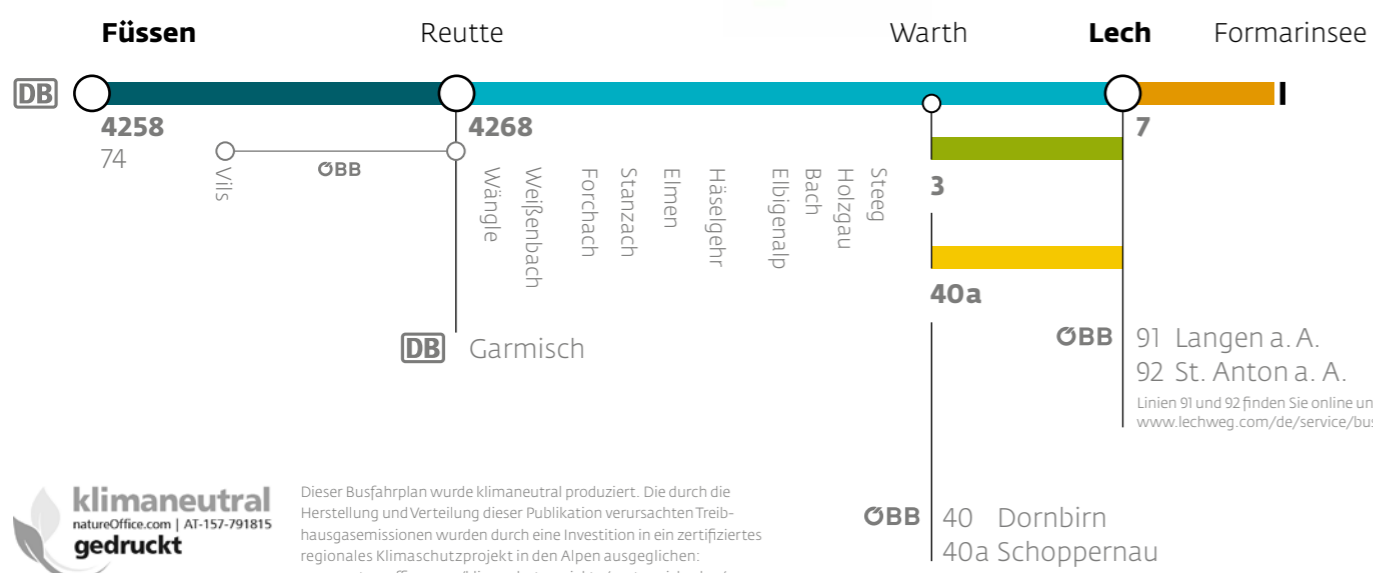 Füssen Reutte Warth Lech Formarinsee
DB
4258 4268 7
74
Vils
ÖBB
Wängle
Weißenbach
Forchach
Stanzach
Elmen
Häselgehr
Elbigenalp
Bach
Holzgau
Steeg
3
40a
DB Garmisch
ÖBB 91 Langen a. A.
92 St. Anton a. A.
Linien 91 und 92 finden Sie online un
www.lechweg.com/de/service/bus
ÖBB 40 Dornbirn
40a Schoppernau
klimaneutral
natureOffice.com | AT-157-791815
gedruckt
Dieser Busfahrplan wurde klimaneutral produziert. Die durch die
Herstellung und Verteilung dieser Publikation verursachten Treib-
hausgasemissionen wurden durch eine Investition in ein zertifiziertes
regionales Klimaschutzprojekt in den Alpen ausgeglichen: